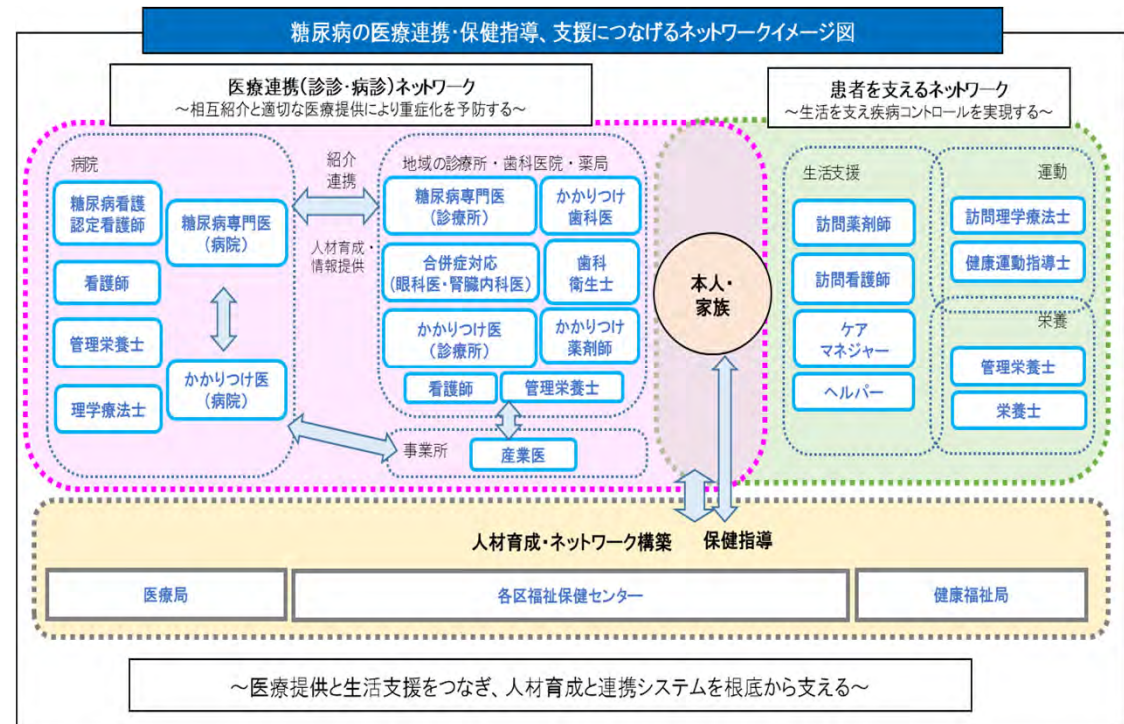 糖尿病の医療連携・保健指導、支援につなげるネットワークイメージ図
医療連携(診診・病診)ネットワーク
～相互紹介と適切な医療提供により重症化を予防する～
患者を支えるネットワーク
～生活を支え疾病コントロールを実現する～
病院
糖尿病看護
認定看護師
看護師
管理栄養士
理学療法士
糖尿病専門医
(病院)
かかりつけ医
(病院)
紹介
連携
人材育成・
情報提供
地域の診療所・歯科医院・薬局
糖尿病専門医
(診療所)
かかりつけ
歯科医
合併症対応
(眼科医・腎臓内科医)
歯科
衛生士
かかりつけ医
(診療所)
かかりつけ
薬剤師
看護師
管理栄養士
事業所
産業医
本人・
家族
生活支援
訪問薬剤師
訪問看護師
ケア
マネジャー
ヘルパー
運動
訪問理学療法士
健康運動指導士
栄養
管理栄養士
栄養士
人材育成・ネットワーク構築
保健指導
医療局
各区福祉保健センター
健康福祉局
～医療提供と生活支援をつなぎ、人材育成と連携システムを根底から支える～